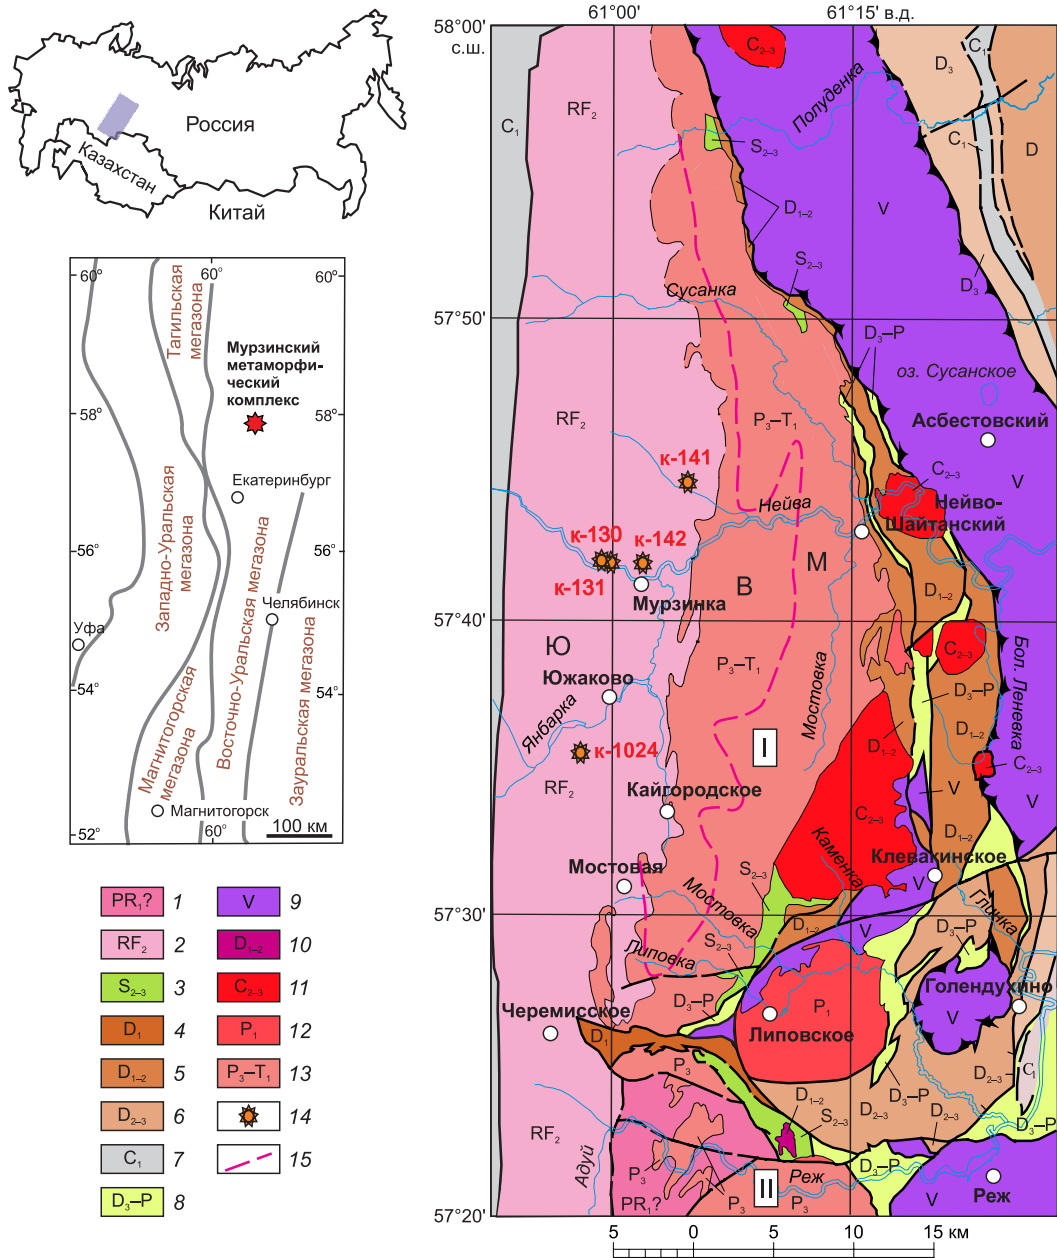 Россия
Казахстан
Китай
60°
60°
60°
Тагильская
мегазона
Мурзинский
метаморфи-
ческий
комплекс
58°
58°
Екатеринбург
Западно-Уральская
мегазона
56°
56°
Восточно-Уральская мегазона
Челябинск
Уфа
54°
54°
Магнитогорская
мегазона
Зауральская мегазона
Магнитогорск
52°
60°
100 км
PR₁? 1
RF₂ 2
S₂₋₃ 3
D₁ 4
D₁₋₂ 5
D₂₋₃ 6
C₁ 7
D₃–P 8
V 9
D₁₋₂ 10
C₂₋₃ 11
P₁ 12
P₃–T₁ 13
14
15
61°00'
61°15' в.д.
58°00'
с.ш.
C₂₋₃
D₃
C₁
Полуденка
RF₂
C₁
S₂₋₃
C₁
D
D₁₋₂
V
S₂₋₃
D₃
Сусанка
57°50'
D₃–P
оз. Сусанское
RF₂
P₃–T₁
Асбестовский
к-141
C₂₋₃
V
Нейва
Нейво-
Шайтанский
к-130
к-142
к-131
М
В
D₁₋₂
Мурзинка
57°40'
Ю
C₂₋₃
P₃–T₁
Бол. Леневка
Южаково
D₃–P
Янбарка
Мостовка
D₁₋₂
I
D₁₋₂
к-1024
C₂₋₃
RF₂
V
Кайгородское
V
C₂₋₃
D₁₋₂
Каменка
Клевакинское
Мостовая
S₂₋₃
V
Мостовка
Глинка
57°30'
D₁₋₂
V
D₃–P
S₂₋₃
Липовка
D₃–P
Голендухино
Черемисское
P₁
V
D₁
Липовское
P₃
D₂₋₃
C₁
D₁₋₂
D₃–P
S₂₋₃
D₂₋₃
D₂₋₃
D₃–P
RF₂
Адуй
P₃
D₃–P
Реж
PR₁?
P₃
II
P₃
V
Реж
57°20'
5
0
5
10
15 км